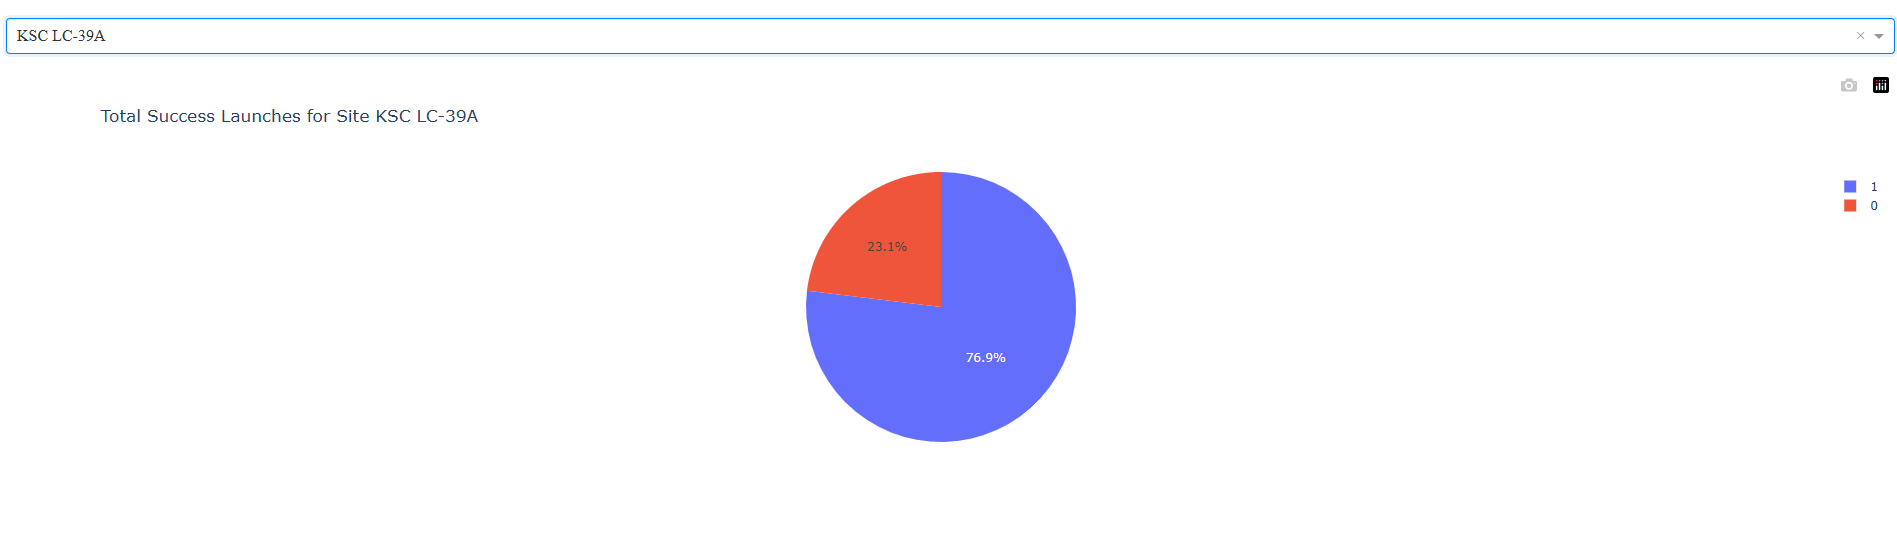 KSC LC-39A
Total Success Launches for Site KSC LC-39A
1
0
23.1%
76.9%